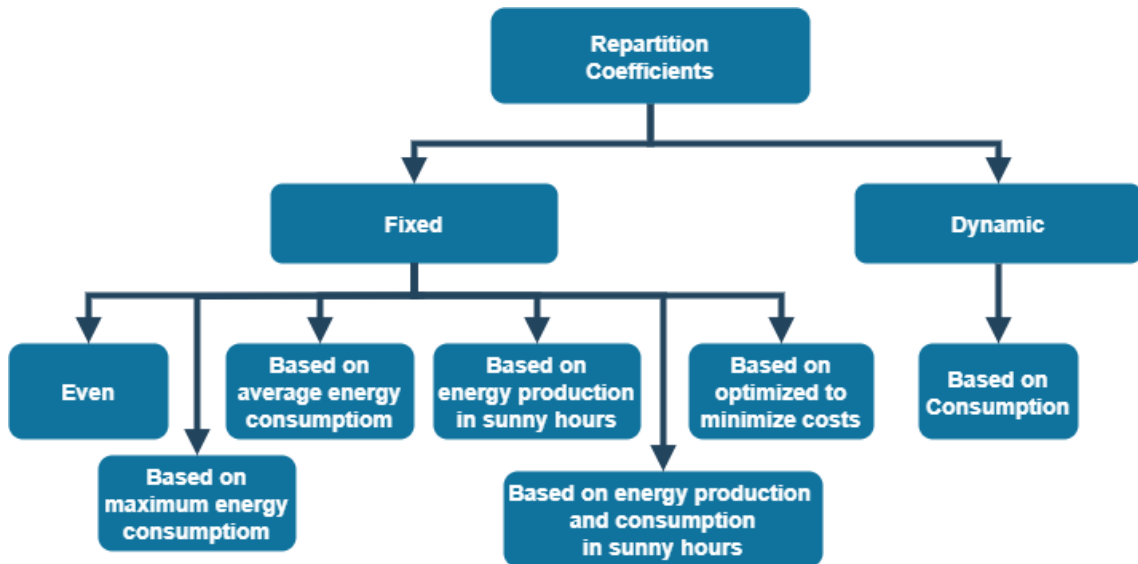 Repartition
Coefficients
Fixed
Dynamic
Even
Based on
average energy
consumptiom
Based on
energy production
in sunny hours
Based on
optimized to
minimize costs
Based on
Consumption
Based on
maximum energy
consumptiom
Based on energy production
and consumption
in sunny hours